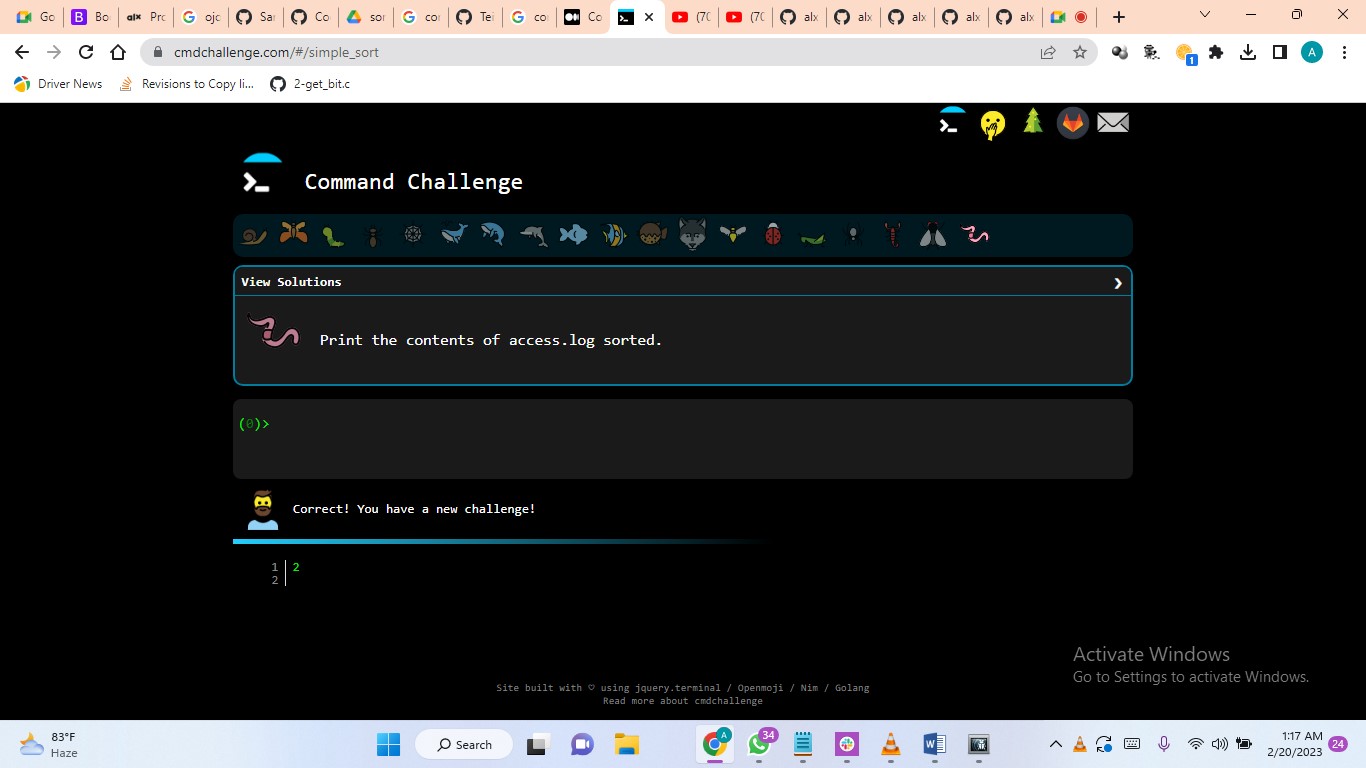 Go
Bo
alx Pro
ojc
Sa
Co
sor
cor
Tei
co
Co
(70
(70
alx
alx
alx
alx
alx
cmdchallenge.com/#/simple_sort
1
A
Driver News
Revisions to Copy li...
2-get_bit.c
Command Challenge
View Solutions
Print the contents of access.log sorted.
(0)>
Correct! You have a new challenge!
1 2
2
Activate Windows
Go to Settings to activate Windows.
Site built with ♡ using jquery.terminal / Openmoji / Nim / Golang
Read more about cmdchallenge
83°F
Haze
Search
A
34
1:17 AM
2/20/2023
24